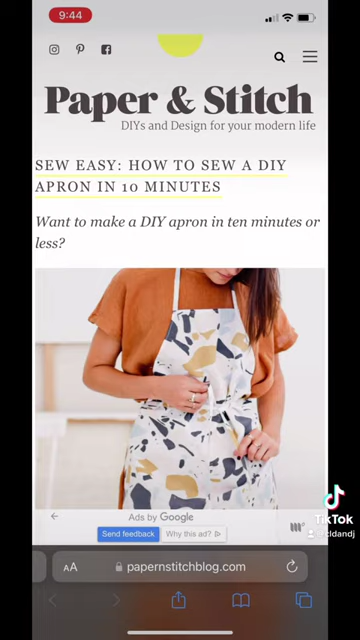 9:44
Paper & Stitch
DIYs and Design for your modern life
SEW EASY: HOW TO SEW A DIY
APRON IN 10 MINUTES
Want to make a DIY apron in ten minutes or
less?
Ads by Google
Send feedback
Why this ad?
TikTok
AA
papernstitchblog.com